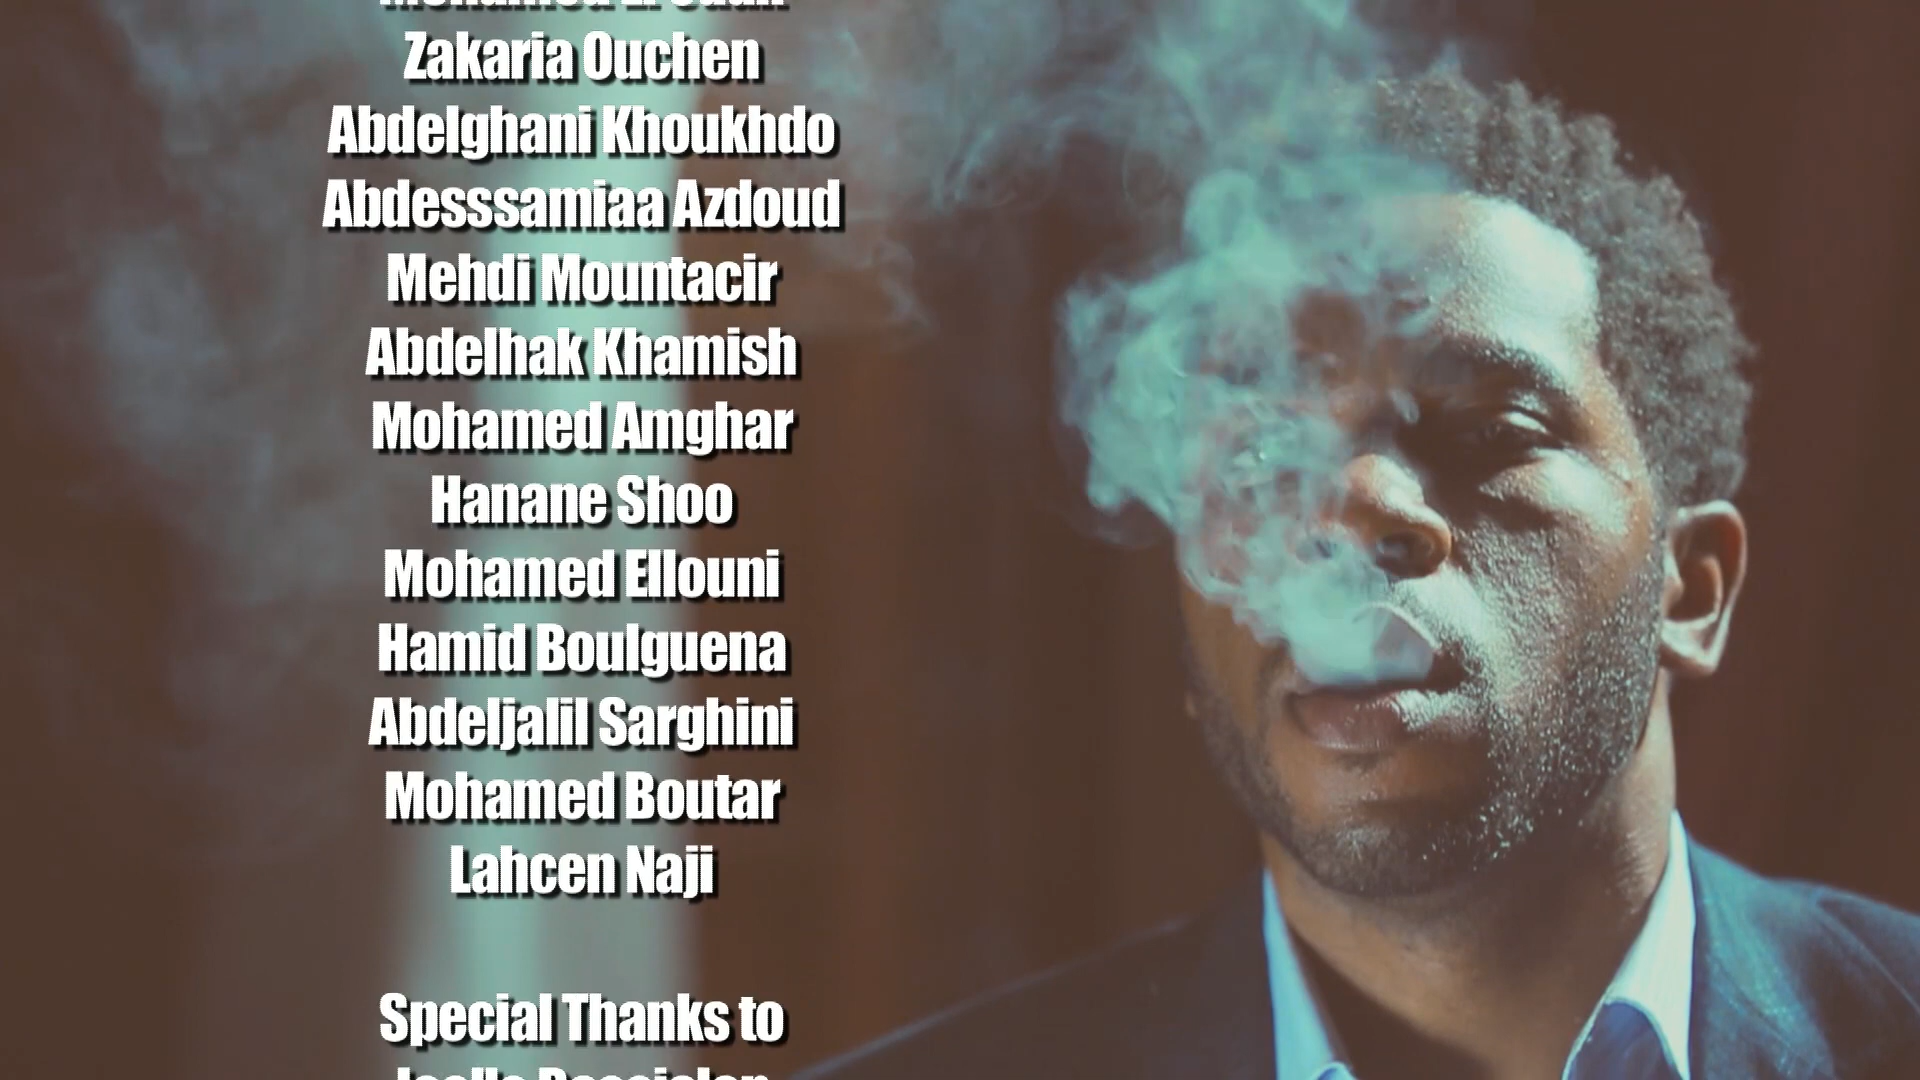 Zakaria Ouchen
Abdelghani Khoukhdo
Abdesssamiaa Azdoud
Mehdi Mountacir
Abdelhak Khamish
Mohamed Amghar
Hanane Shoo
Mohamed Ellouni
Hamid Boulguena
Abdeljalil Sarghini
Mohamed Boutar
Lahcen Naji
Special Thanks to